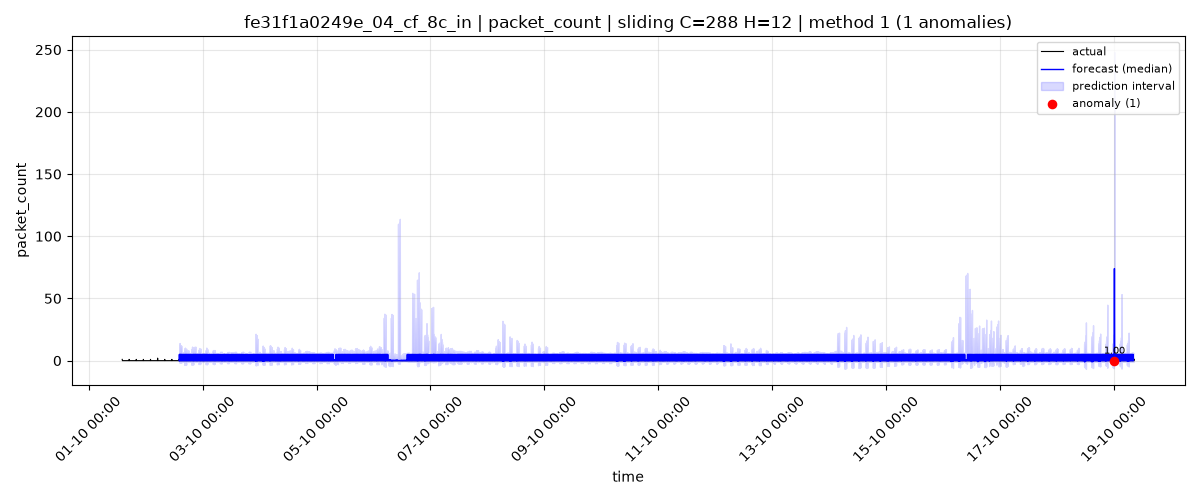 fe31f1a0249e_04_cf_8c_in | packet_count | sliding C=288 H=12 | method 1 (1 anomalies)
packet_count
250
200
150
100
50
0
actual
forecast (median)
prediction interval
anomaly (1)
1.00
01-10 00:00
03-10 00:00
05-10 00:00
07-10 00:00
09-10 00:00
11-10 00:00
13-10 00:00
15-10 00:00
17-10 00:00
19-10 00:00
time